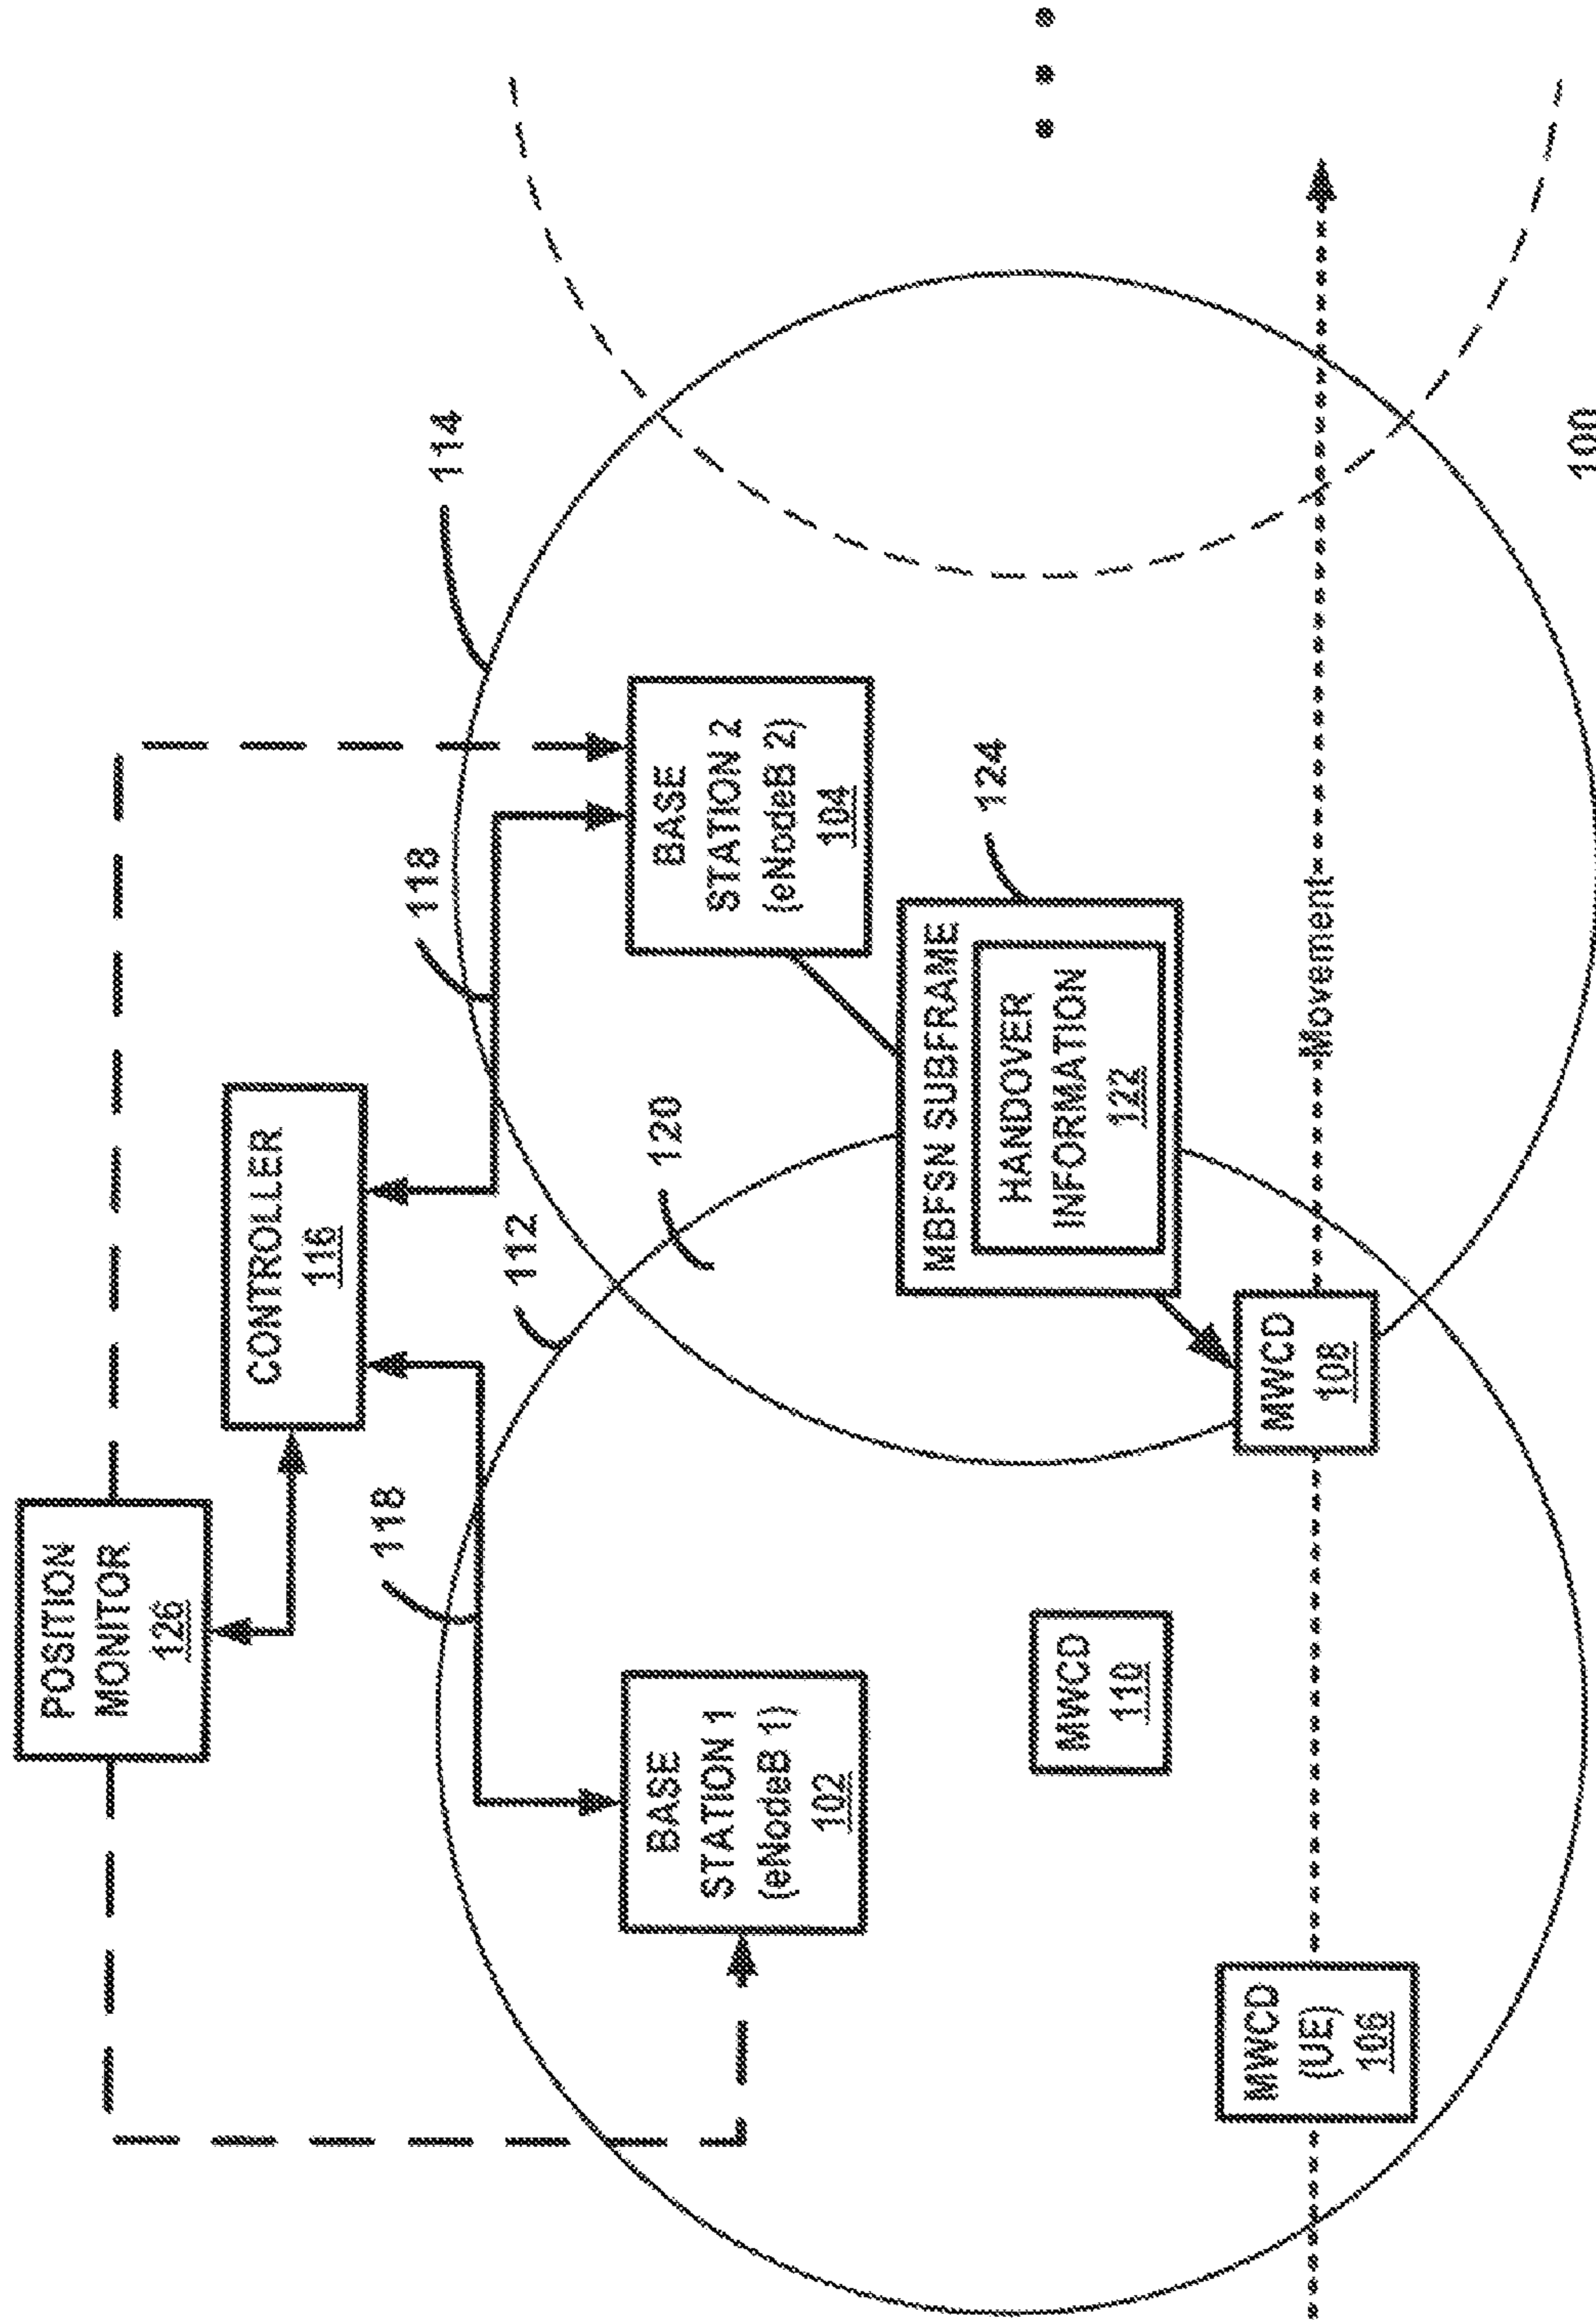 POSITION
MONITOR
126
CONTROLLER
116
118
118
114
112
120
BASE
STATION 1
(eNodeB 1)
102
BASE
STATION 2
(eNodeB 2)
104
124
MBFSN SUBFRAME
HANDOVER
INFORMATION
122
MWCD
110
MWCD
(UE)
106
MWCD
108
Movement
100